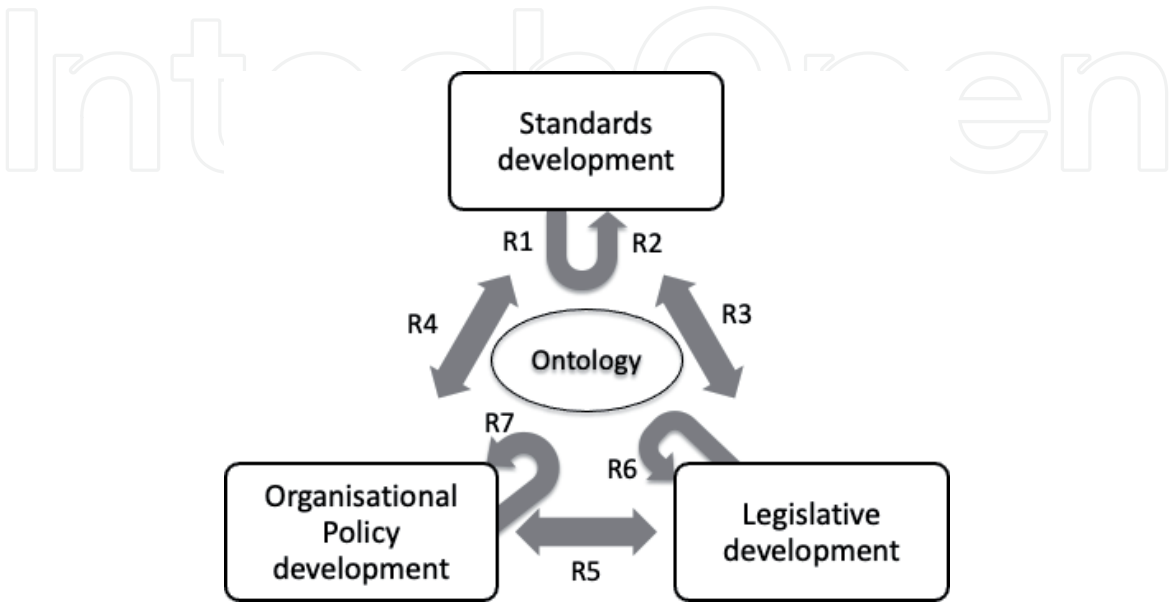 IntechOpen
Standards
development
R1
R2
R4
R3
Ontology
R7
R6
Organisational
Policy
development
Legislative
development
R5